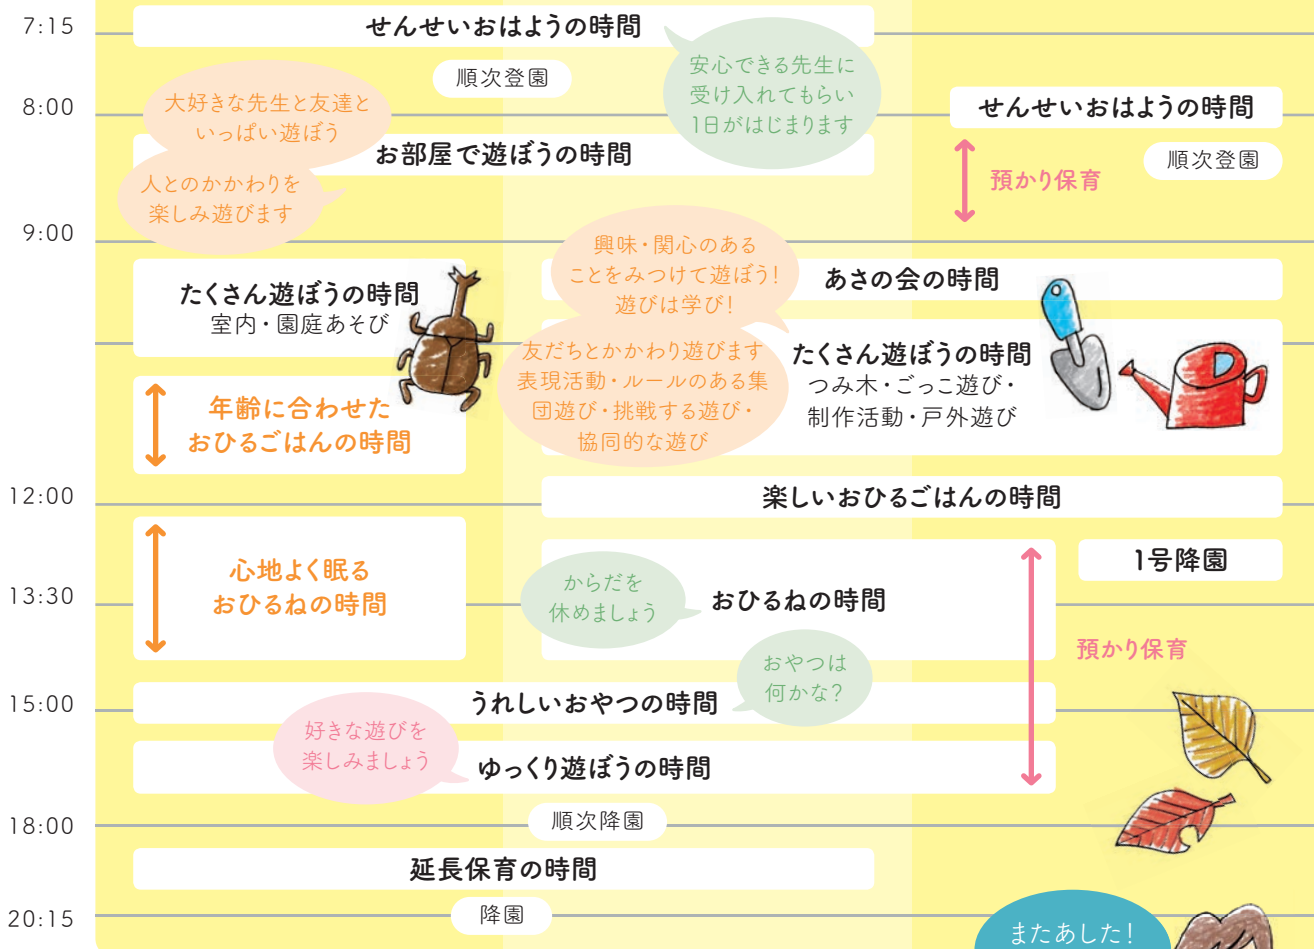 7:15
せんせいおはようの時間
順次登園
安心できる先生に
受け入れてもらい
1日がはじまります
8:00
大好きな先生と友達と
いっぱい遊ぼう
せんせいおはようの時間
お部屋で遊ぼうの時間
順次登園
預かり保育
人とのかかわりを
楽しみ遊びます
9:00
たくさん遊ぼうの時間
室内・園庭あそび
興味・関心のある
ことをみつけて遊ぼう!
遊びは学び!
あさの会の時間
友だちとかかわり遊びます
表現活動・ルールのある集
団遊び・挑戦する遊び・
協同的な遊び
たくさん遊ぼうの時間
つみ木・ごっこ遊び・
制作活動・戸外遊び
年齢に合わせた
おひるごはんの時間
12:00
楽しいおひるごはんの時間
1号降園
心地よく眠る
おひるねの時間
13:30
からだを
休めましょう
おひるねの時間
預かり保育
おやつは
何かな?
15:00
うれしいおやつの時間
好きな遊びを
楽しみましょう
ゆっくり遊ぼうの時間
順次降園
18:00
延長保育の時間
降園
20:15
またあした!